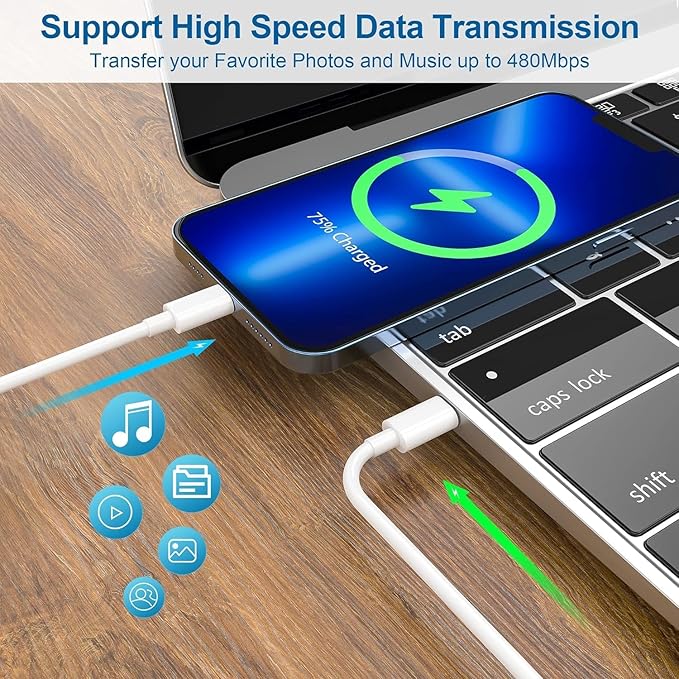 Support High Speed Data Transmission
Transfer your Favorite Photos and Music up to 480Mbps
75% Charged
tab
caps lock
shift